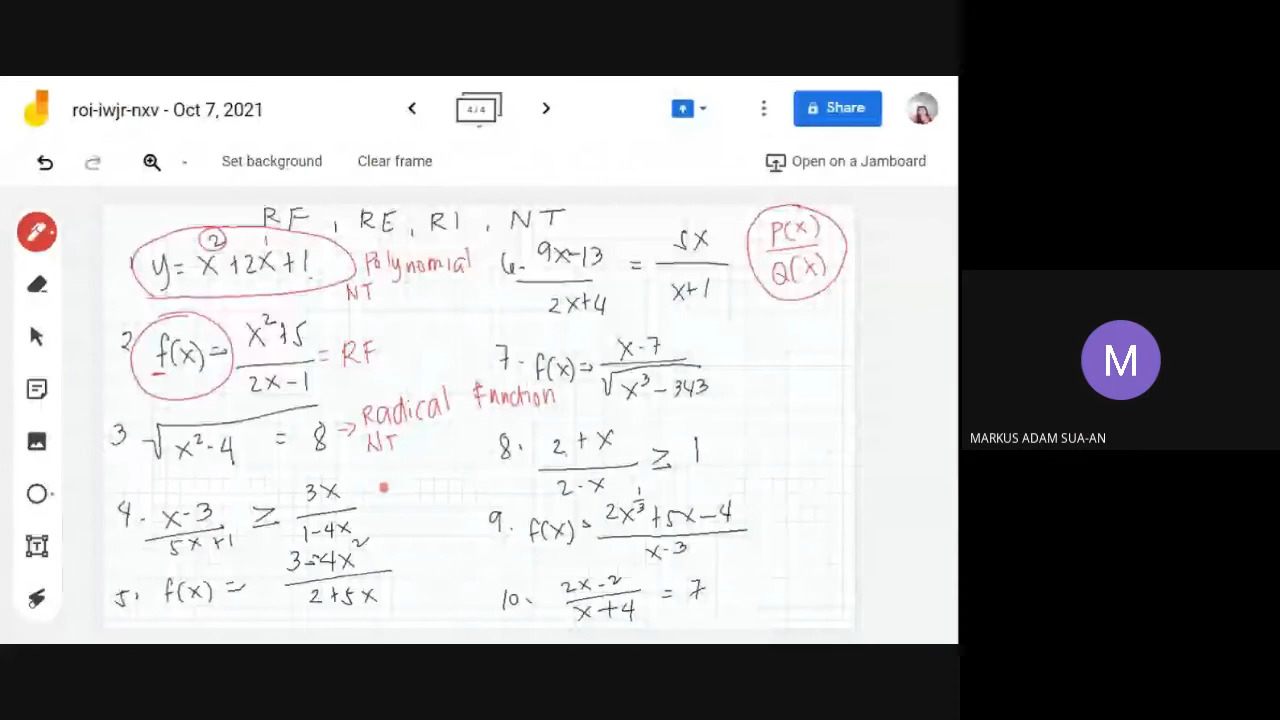 roi-iwjr-nxv - Oct 7, 2021
4 / 4
Share
Set background
Clear frame
Open on a Jamboard
RF , RE , RI , NT
1 y = x² + 2x + 1 Polynomial
NT
2 f(x) = x² + 5 / 2x - 1 = RF
3 √x² - 4 = 8 → Radical function
NT
4. x - 3 / 5x + 1 ≥ 3x / 1 - 4x
5. f(x) = 3 - 4x² / 2 + 5x
6. 9x - 13 / 2x + 4 = 5x / x + 1
P(x) / Q(x)
7. f(x) = x - 7 / √x³ - 343
8. 2 + x / 2 - x ≥ 1
9. f(x) = 2x^1/3 + 5x - 4 / x - 3
10. 2x - 2 / x + 4 = 7
M
MARKUS ADAM SUA-AN